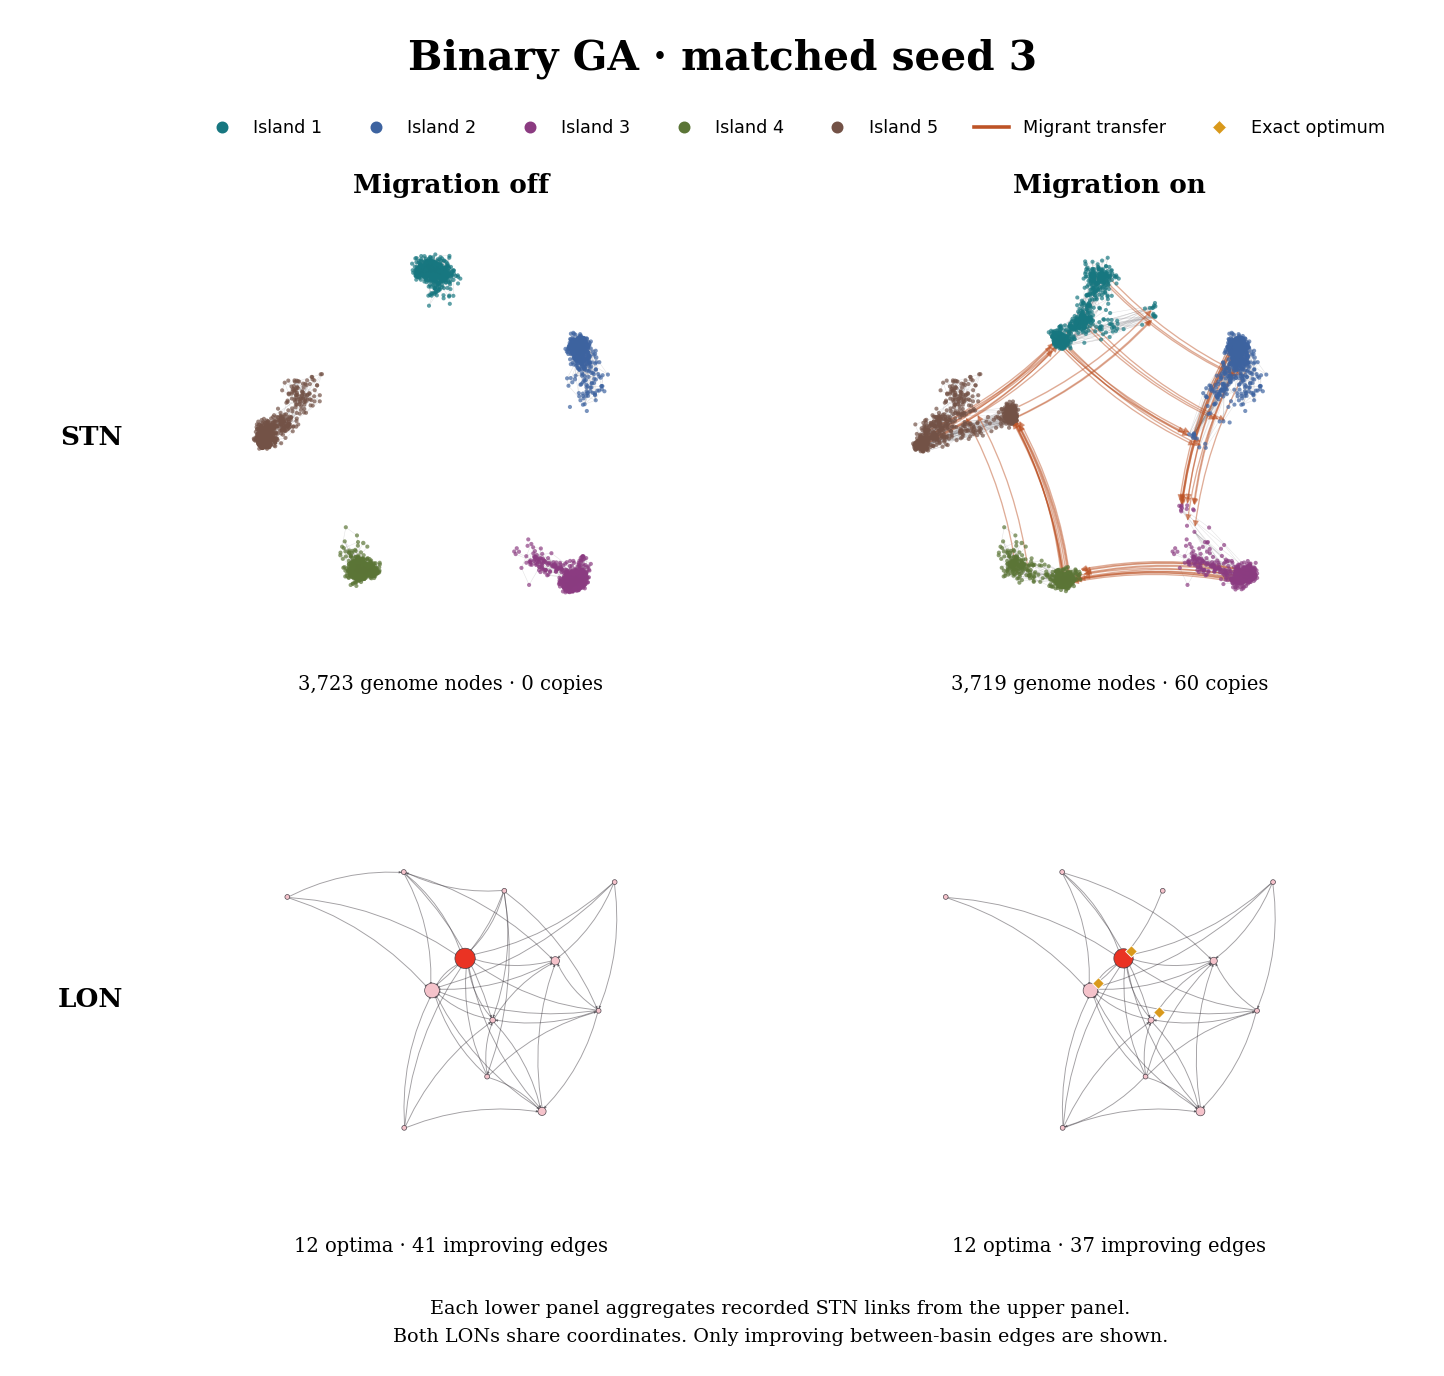 Binary GA · matched seed 3
Island 1 Island 2 Island 3 Island 4 Island 5 Migrant transfer Exact optimum
Migration off Migration on
STN
3,723 genome nodes · 0 copies 3,719 genome nodes · 60 copies
LON
12 optima · 41 improving edges 12 optima · 37 improving edges
Each lower panel aggregates recorded STN links from the upper panel.
Both LONs share coordinates. Only improving between-basin edges are shown.